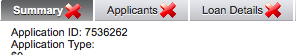 Summary Applicants Loan Details
Application ID: 7536262
Application Type: